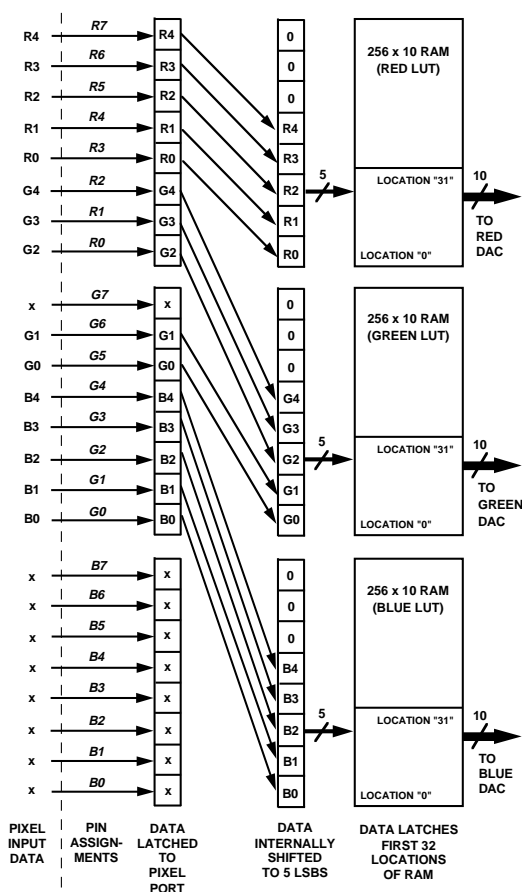 R4 R7 R4 0
R3 R6 R3 0
R2 R5 R2 0
R1 R4 R1 R4
R0 R3 R0 R3
G4 R2 G4 R2
G3 R1 G3 R1
G2 R0 G2 R0
256 x 10 RAM
(RED LUT)
5
LOCATION "31"
LOCATION "0"
10
TO
RED
DAC
x G7 x 0
G1 G6 G1 0
G0 G5 G0 0
B4 G4 B4 G4
B3 G3 B3 G3
B2 G2 B2 G2
B1 G1 B1 G1
B0 G0 B0 G0
256 x 10 RAM
(GREEN LUT)
5
LOCATION "31"
LOCATION "0"
10
TO
GREEN
DAC
x B7 x 0
x B6 x 0
x B5 x 0
x B4 x B4
x B3 x B3
x B2 x B2
x B1 x B1
x B0 x B0
256 x 10 RAM
(BLUE LUT)
5
LOCATION "31"
LOCATION "0"
10
TO
BLUE
DAC
PIXEL
INPUT
DATA
PIN
ASSIGN-
MENTS
DATA
LATCHED
TO
PIXEL
PORT
DATA
INTERNALLY
SHIFTED
TO 5 LSBS
DATA LATCHES
FIRST 32
LOCATIONS
OF RAM